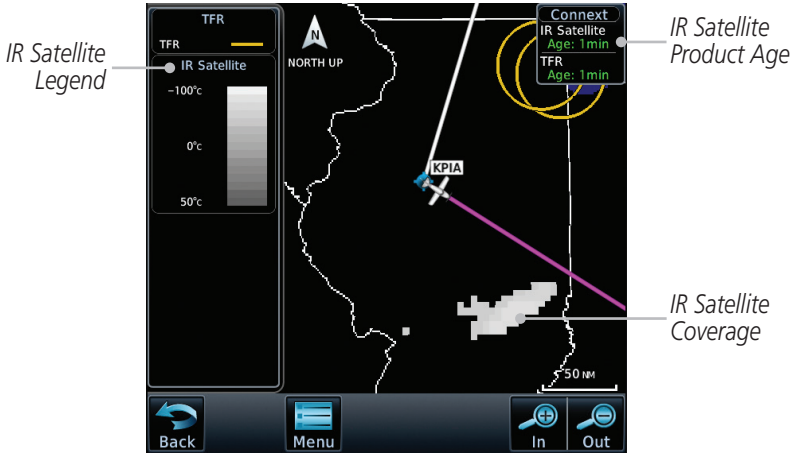 IR Satellite
Legend
TFR
TFR
IR Satellite
-100°c
0°c
50°c
N
NORTH UP
KPIA
Connext
IR Satellite
Age: 1min
TFR
Age: 1min
IR Satellite
Product Age
IR Satellite
Coverage
50 NM
Back
Menu
In
Out